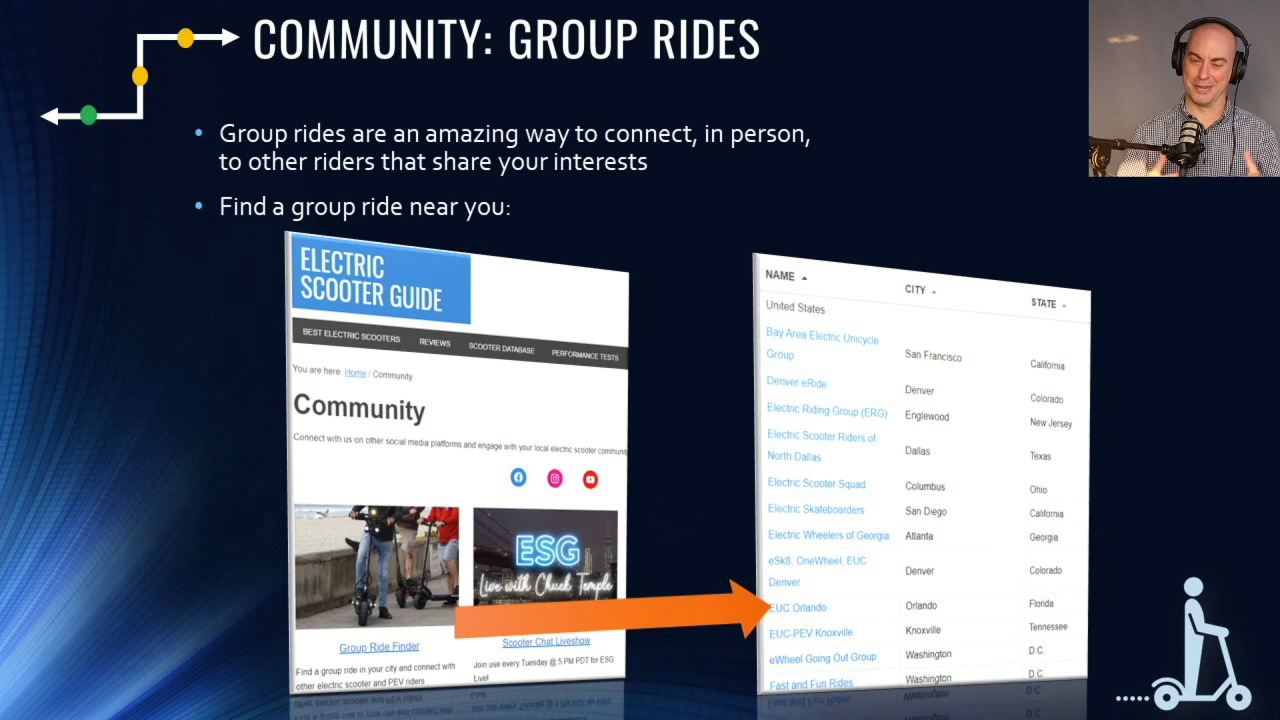 COMMUNITY: GROUP RIDES
• Group rides are an amazing way to connect, in person,
to other riders that share your interests
• Find a group ride near you:
ELECTRIC
SCOOTER GUIDE
BEST ELECTRIC SCOOTERS REVIEWS SCOOTER DATABASE PERFORMANCE TESTS
You are here: Home / Community
Community
Connect with us on other social media platforms and engage with your local electric scooter
ESG
Live with Chuck Temple
Group Ride Finder
Find a group ride in your city and connect with
other electric scooter and PEV riders
Scooter Chat Liveshow
Join use every Tuesday @ 5 PM PDT for ESG
Live!
NAME CITY STATE
United States
Bay Area Electric Unicycle
Group San Francisco California
Denver eRide Denver Colorado
Electric Riding Group (ERG) Englewood New Jersey
Electric Scooter Riders of
North Dallas Dallas Texas
Electric Scooter Squad Columbus Ohio
Electric Skateboarders San Diego California
Electric Wheelers of Georgia Atlanta Georgia
eSk8, OneWheel, EUC
Denver Denver Colorado
EUC Orlando Orlando Florida
EUC-PEV Knoxville Knoxville Tennessee
eWheel Going Out Group Washington D.C.
Fast and Fun Rides Washington D.C.